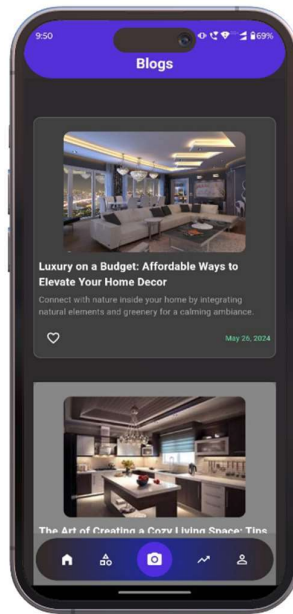 9:50
69%
Blogs
Luxury on a Budget: Affordable Ways to
Elevate Your Home Decor
Connect with nature inside your home by integrating
natural elements and greenery for a calming ambiance.
May 26, 2024
The Art of Creating a Cozy Living Space: Tips